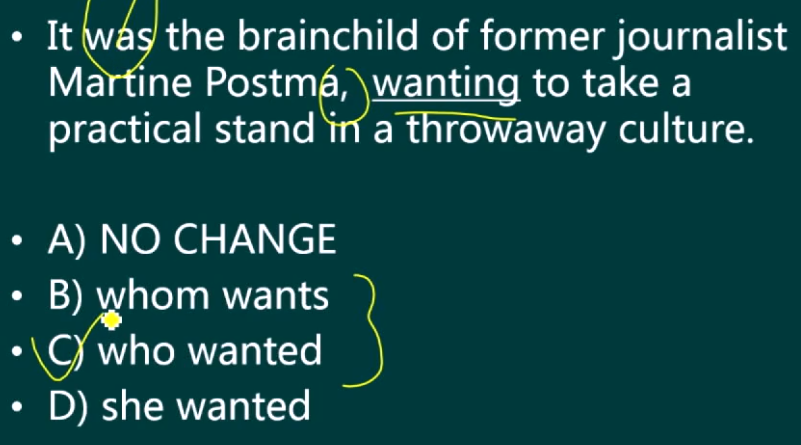 • It was the brainchild of former journalist
Martine Postma, wanting to take a
practical stand in a throwaway culture.
• A) NO CHANGE
• B) whom wants
• C) who wanted
• D) she wanted